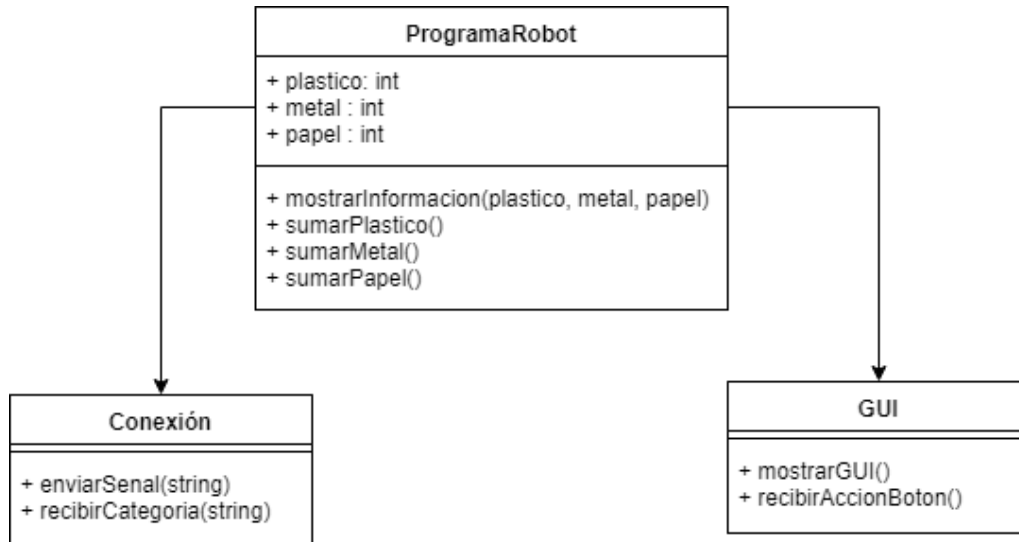 ProgramaRobot
+ plastico: int
+ metal : int
+ papel : int
+ mostrarInformacion(plastico, metal, papel)
+ sumarPlastico()
+ sumarMetal()
+ sumarPapel()
Conexión
+ enviarSenal(string)
+ recibirCategoria(string)
GUI
+ mostrarGUI()
+ recibirAccionBoton()